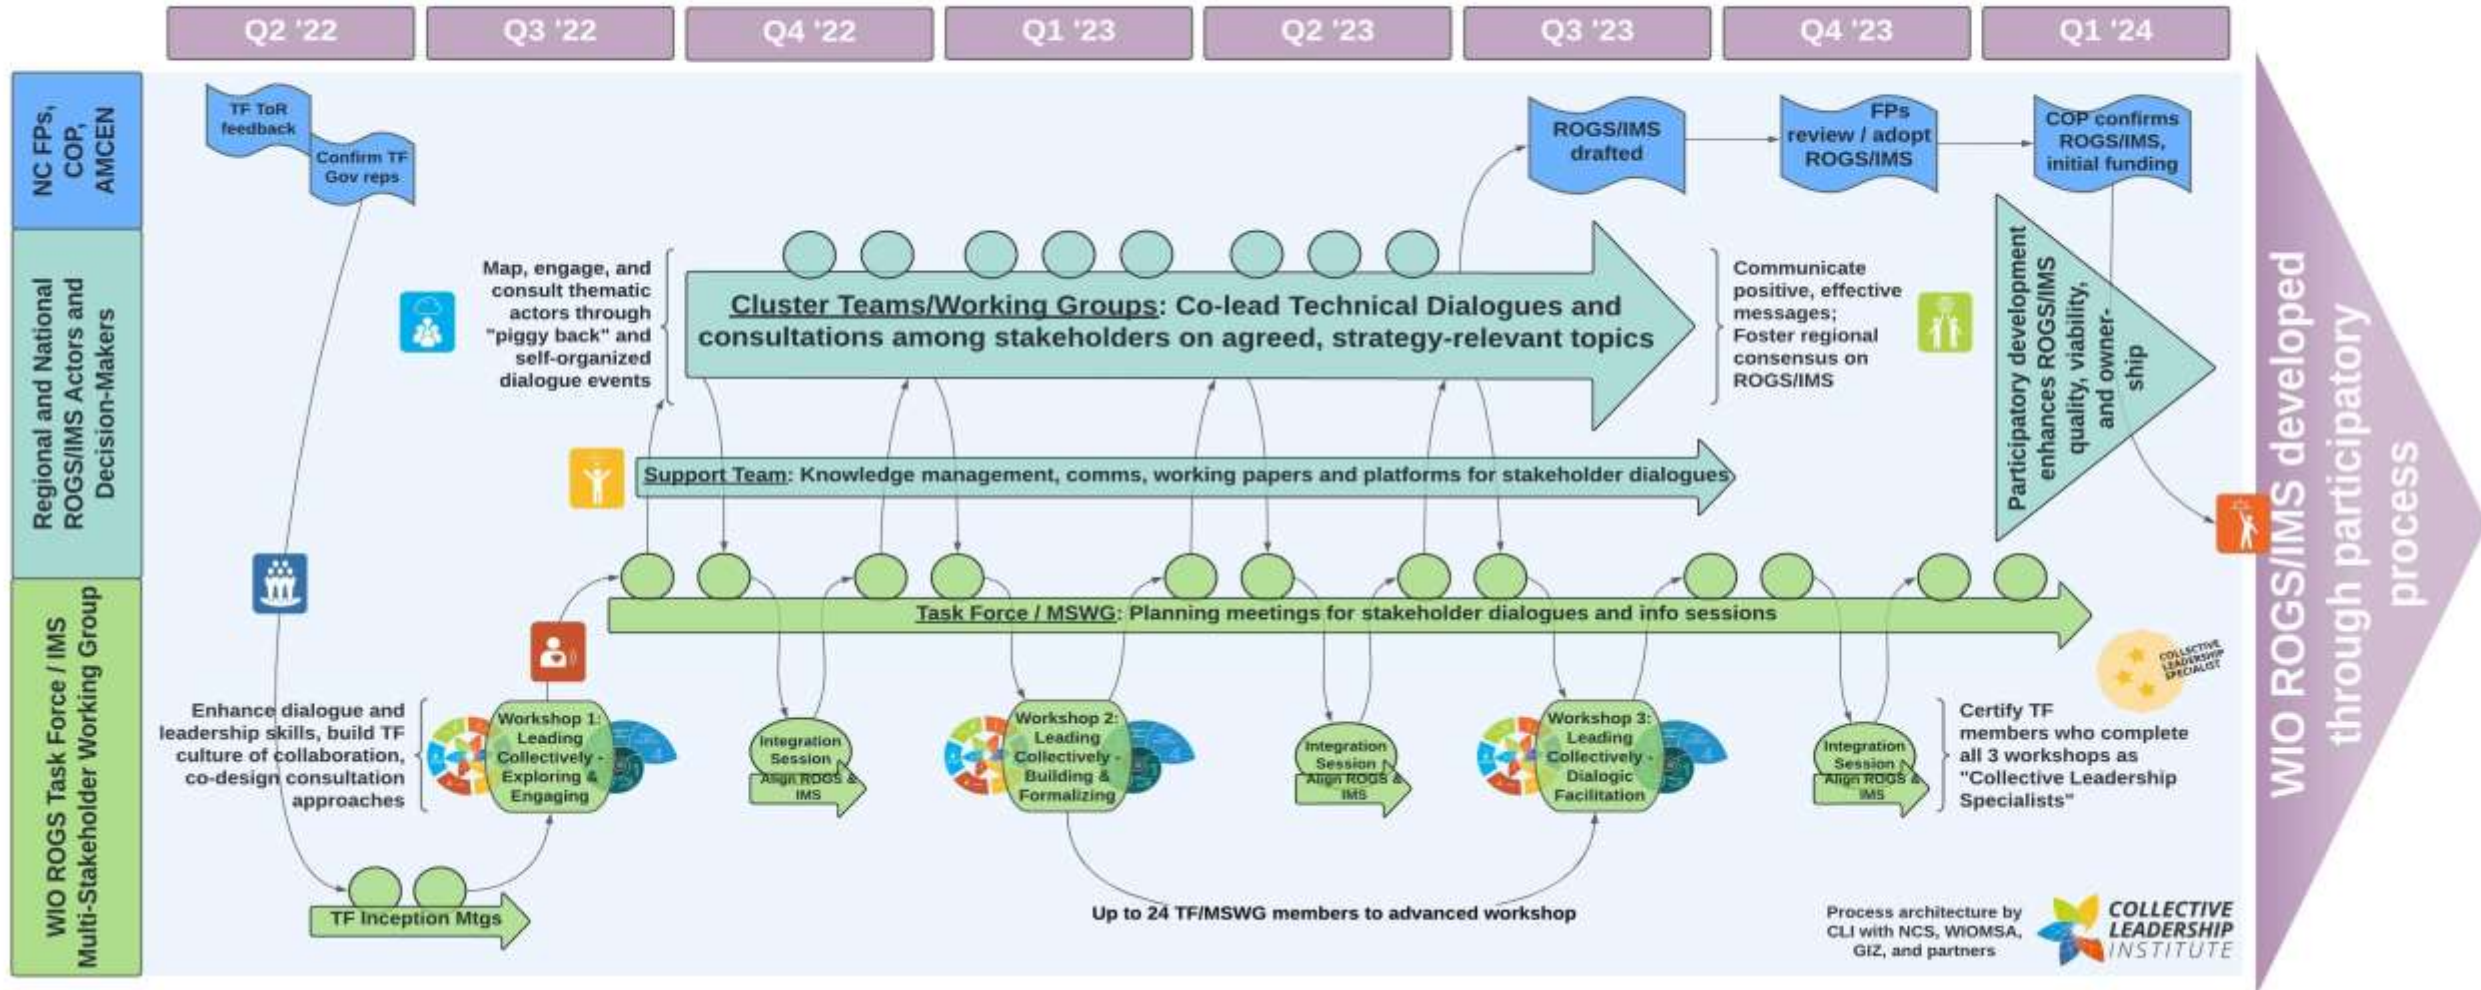 Q2 '22
Q3 '22
Q4 '22
Q1 '23
Q2 '23
Q3 '23
Q4 '23
Q1 '24
NC FPs,
COP,
AMCEN
TF ToR
feedback
Confirm TF
Gov reps
ROGS/IMS
drafted
FPs
review / adopt
ROGS/IMS
COP confirms
ROGS/IMS,
initial funding
Regional and National
ROGS/IMS Actors and
Decision-Makers
Map, engage, and
consult thematic
actors through
"piggy back" and
self-organized
dialogue events
Cluster Teams/Working Groups: Co-lead Technical Dialogues and
consultations among stakeholders on agreed, strategy-relevant topics
Communicate
positive, effective
messages;
Foster regional
consensus on
ROGS/IMS
Participatory development
enhances ROGS/IMS
quality, viability,
and owner-
ship
Support Team: Knowledge management, comms, working papers and platforms for stakeholder dialogues
WIO ROGS Task Force / IMS
Multi-Stakeholder Working Group
Task Force / MSWG: Planning meetings for stakeholder dialogues and info sessions
Enhance dialogue and
leadership skills, build TF
culture of collaboration,
co-design consultation
approaches
Workshop 1:
Leading
Collectively -
Exploring &
Engaging
Integration
Session
Align ROGS &
IMS
Workshop 2:
Leading
Collectively -
Building &
Formalizing
Integration
Session
Align ROGS &
IMS
Workshop 3:
Leading
Collectively -
Dialogic
Facilitation
Integration
Session
Align ROGS &
IMS
COLLECTIVE
LEADERSHIP
SPECIALIST
Certify TF
members who complete
all 3 workshops as
"Collective Leadership
Specialists"
TF Inception Mtgs
Up to 24 TF/MSWG members to advanced workshop
Process architecture by
CLI with NCS, WIOMSA,
GIZ, and partners
COLLECTIVE
LEADERSHIP
INSTITUTE
WIO ROGS/IMS developed
through participatory
process